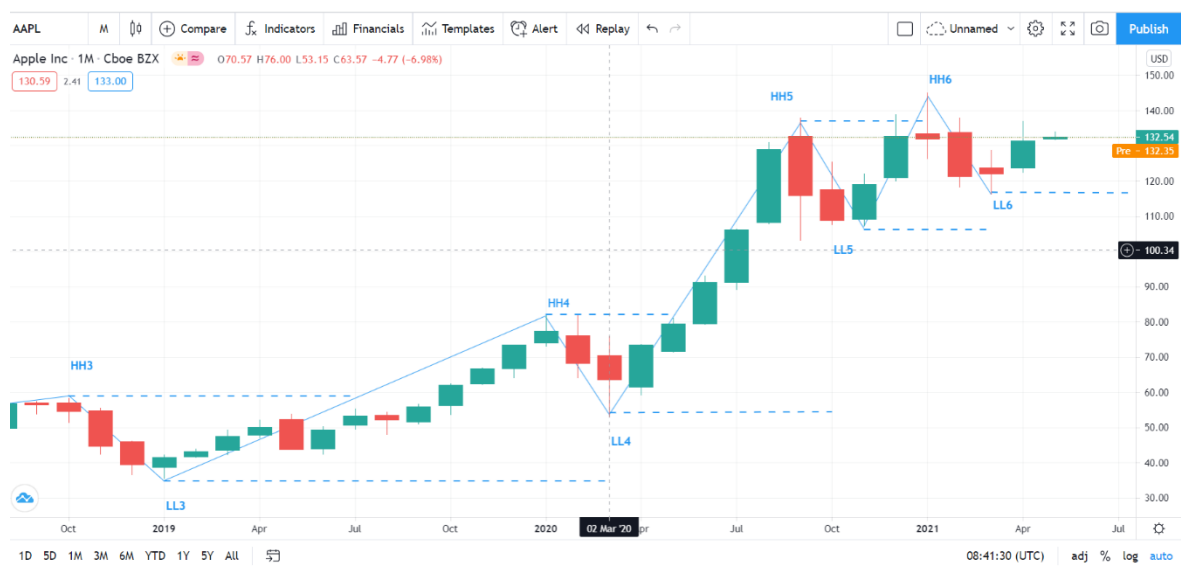 AAPL M Compare Indicators Financials Templates Alert Replay Unnamed Publish
Apple Inc · 1M · Cboe BZX O70.57 H76.00 L53.15 C63.57 −4.77 (−6.98%) USD
130.59 2.41 133.00
150.00
HH6
HH5
140.00
132.54
Pre − 132.35
120.00
LL6
110.00
LL5
100.34
90.00
HH4
80.00
70.00
HH3
60.00
50.00
LL4
40.00
LL3
30.00
Oct 2019 Apr Jul Oct 2020 02 Mar '20 pr Jul Oct 2021 Apr Jul
1D 5D 1M 3M 6M YTD 1Y 5Y All 08:41:30 (UTC) adj % log auto